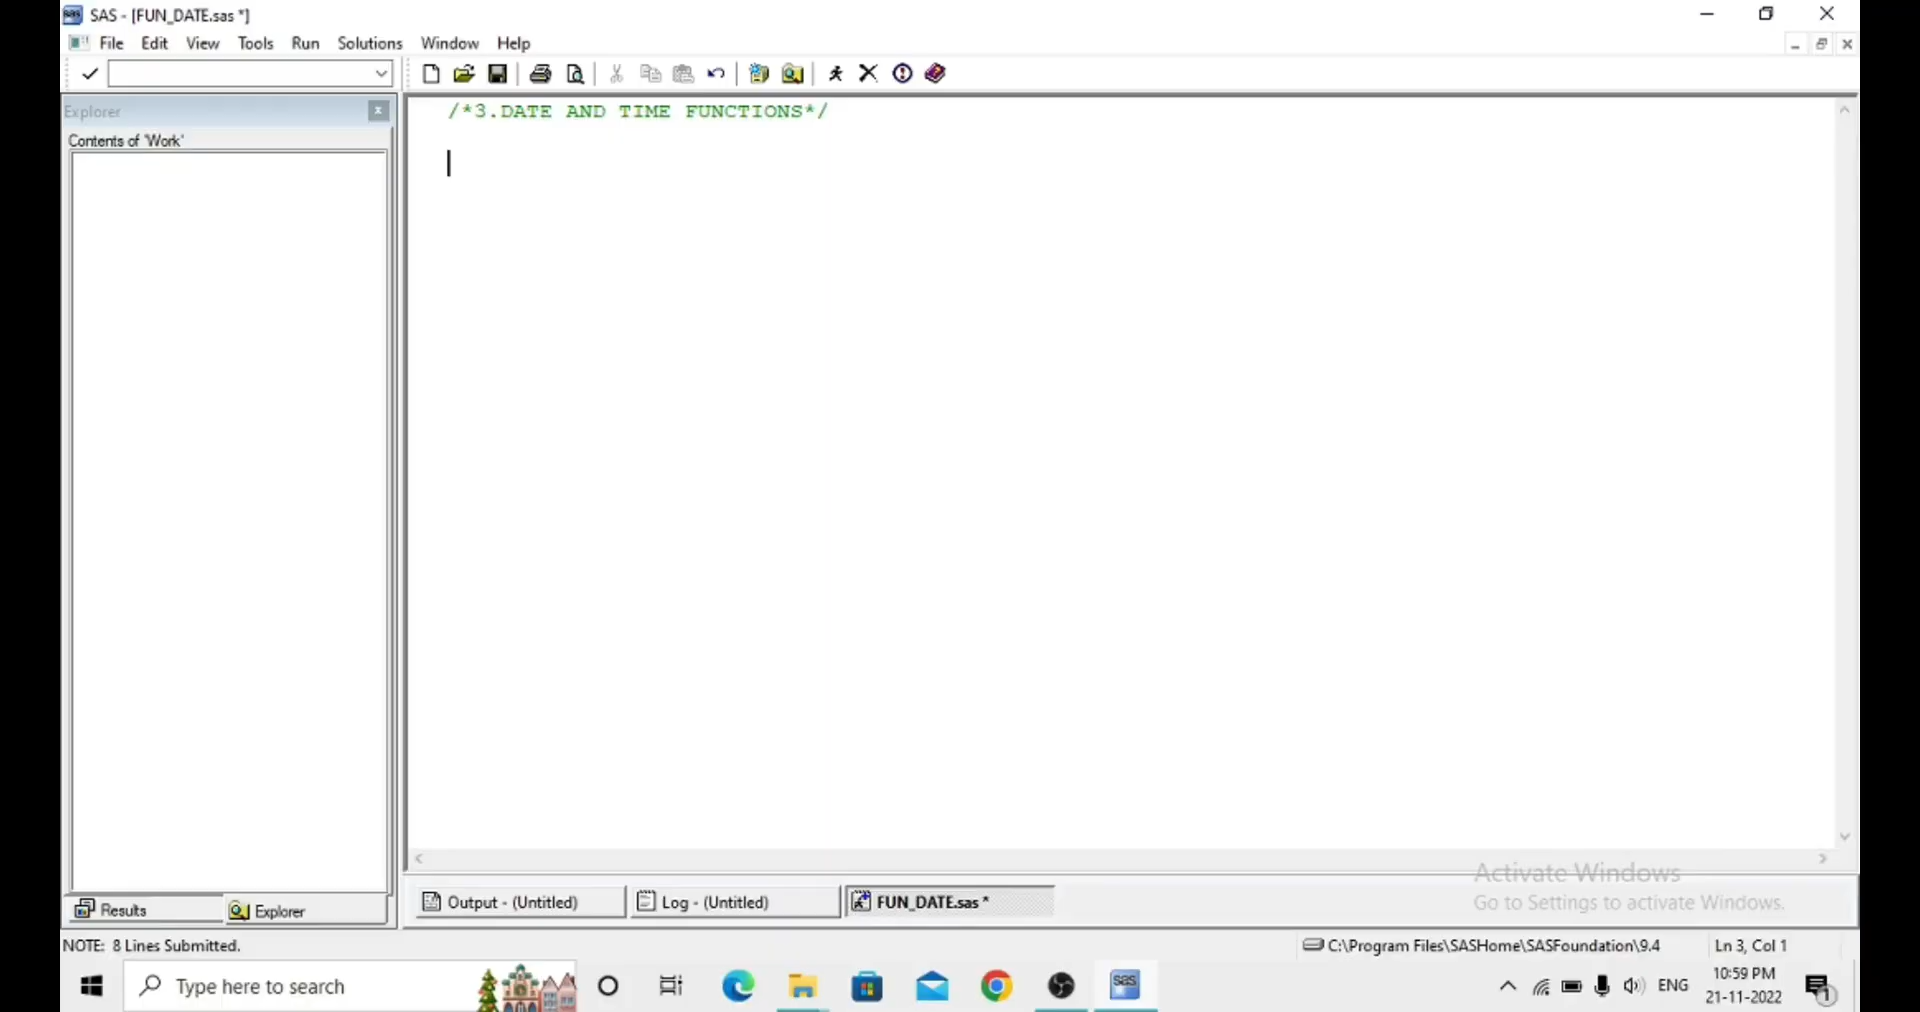 SAS - [FUN_DATE.sas *]
File Edit View Tools Run Solutions Window Help
Explorer
Contents of 'Work'
/*3.DATE AND TIME FUNCTIONS*/
Results Explorer
Output - (Untitled) Log - (Untitled) FUN_DATE.sas *
Activate Windows
Go to Settings to activate Windows.
NOTE: 8 Lines Submitted.
C:\Program Files\SASHome\SASFoundation\9.4 Ln 3, Col 1
Type here to search
sas
ENG
10:59 PM
21-11-2022
1